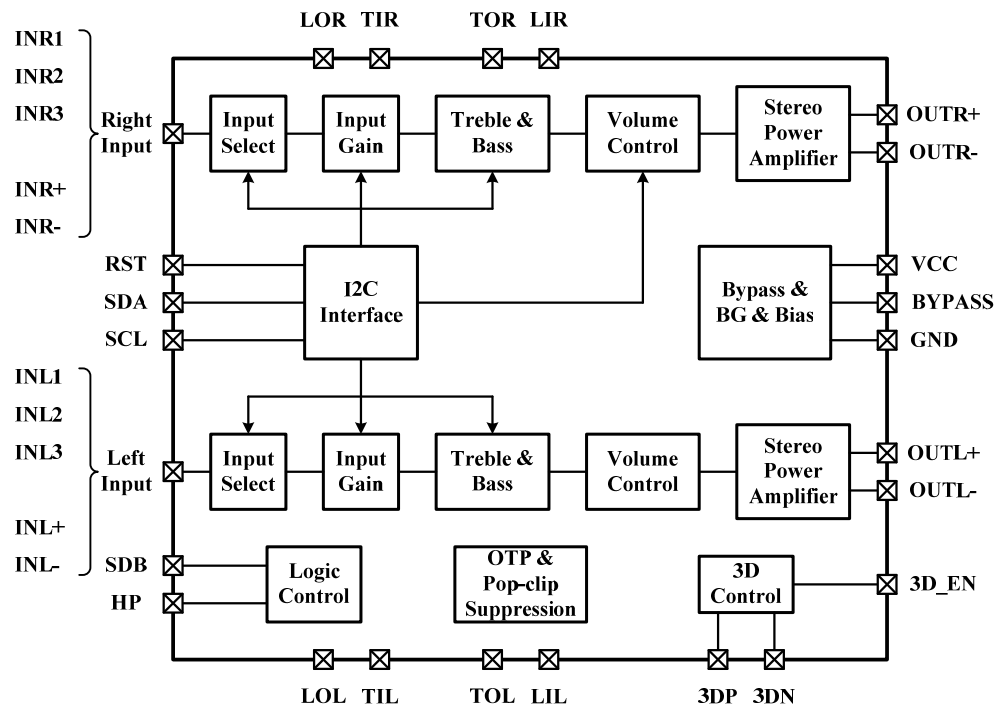 LOR TIR TOR LIR
INR1
INR2
INR3
INR+
INR-
Right
Input
Input
Select
Input
Gain
Treble &
Bass
Volume
Control
Stereo
Power
Amplifier
OUTR+
OUTR-
RST
SDA
SCL
I2C
Interface
Bypass &
BG & Bias
VCC
BYPASS
GND
INL1
INL2
INL3
INL+
INL-
Left
Input
Input
Select
Input
Gain
Treble &
Bass
Volume
Control
Stereo
Power
Amplifier
OUTL+
OUTL-
SDB
HP
Logic
Control
OTP &
Pop-clip
Suppression
3D
Control
3D_EN
LOL TIL TOL LIL 3DP 3DN